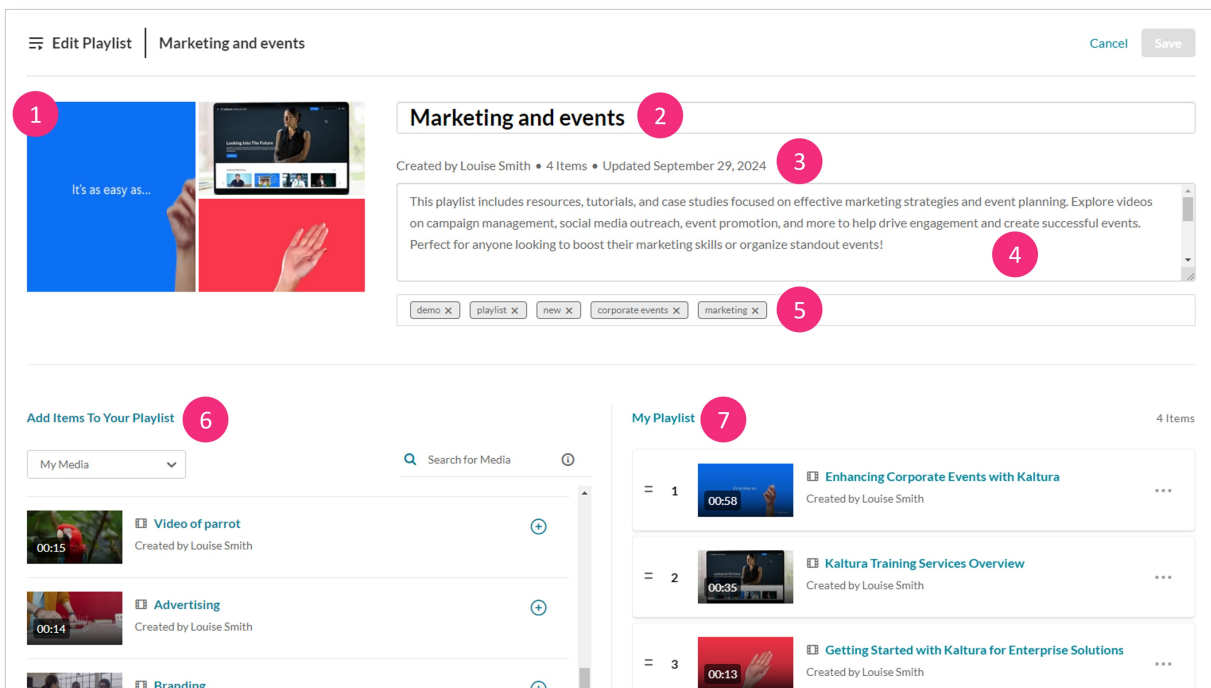 Edit Playlist Marketing and events
Cancel Save
1
It's as easy as...
Looking Into The Future
Marketing and events 2
Created by Louise Smith • 4 Items • Updated September 29, 2024 3
This playlist includes resources, tutorials, and case studies focused on effective marketing strategies and event planning. Explore videos
on campaign management, social media outreach, event promotion, and more to help drive engagement and create successful events.
Perfect for anyone looking to boost their marketing skills or organize standout events!
4
demo × playlist × new × corporate events × marketing × 5
Add Items To Your Playlist 6
My Media
Search for Media
00:15
Video of parrot
Created by Louise Smith
00:14
Advertising
Created by Louise Smith
Branding
My Playlist 7
4 Items
1
00:58
Enhancing Corporate Events with Kaltura
Created by Louise Smith
2
00:35
Kaltura Training Services Overview
Created by Louise Smith
3
00:13
Getting Started with Kaltura for Enterprise Solutions
Created by Louise Smith